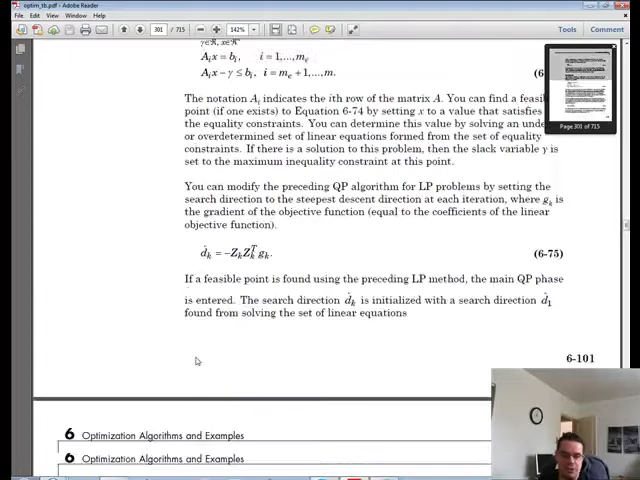 optim_tb.pdf - Adobe Reader
File Edit View Window Help
301 / 715
142%
Tools
Comment
γ∈ℜ, x∈ℜⁿ
Aᵢx = bᵢ, i = 1,...,mₑ
Aᵢx − γ ≤ bᵢ, i = mₑ + 1,...,m. (6
The notation Aᵢ indicates the ith row of the matrix A. You can find a feasib
point (if one exists) to Equation 6-74 by setting x to a value that satisfies
the equality constraints. You can determine this value by solving an unde
or overdetermined set of linear equations formed from the set of equality
constraints. If there is a solution to this problem, then the slack variable γ is
set to the maximum inequality constraint at this point.
Page 301 of 715
You can modify the preceding QP algorithm for LP problems by setting the
search direction to the steepest descent direction at each iteration, where gₖ is
the gradient of the objective function (equal to the coefficients of the linear
objective function).
d̂ₖ = −ZₖZₖᵀgₖ. (6-75)
If a feasible point is found using the preceding LP method, the main QP phase
is entered. The search direction d̂ₖ is initialized with a search direction d̂₁
found from solving the set of linear equations
6-101
6 Optimization Algorithms and Examples
6 Optimization Algorithms and Examples